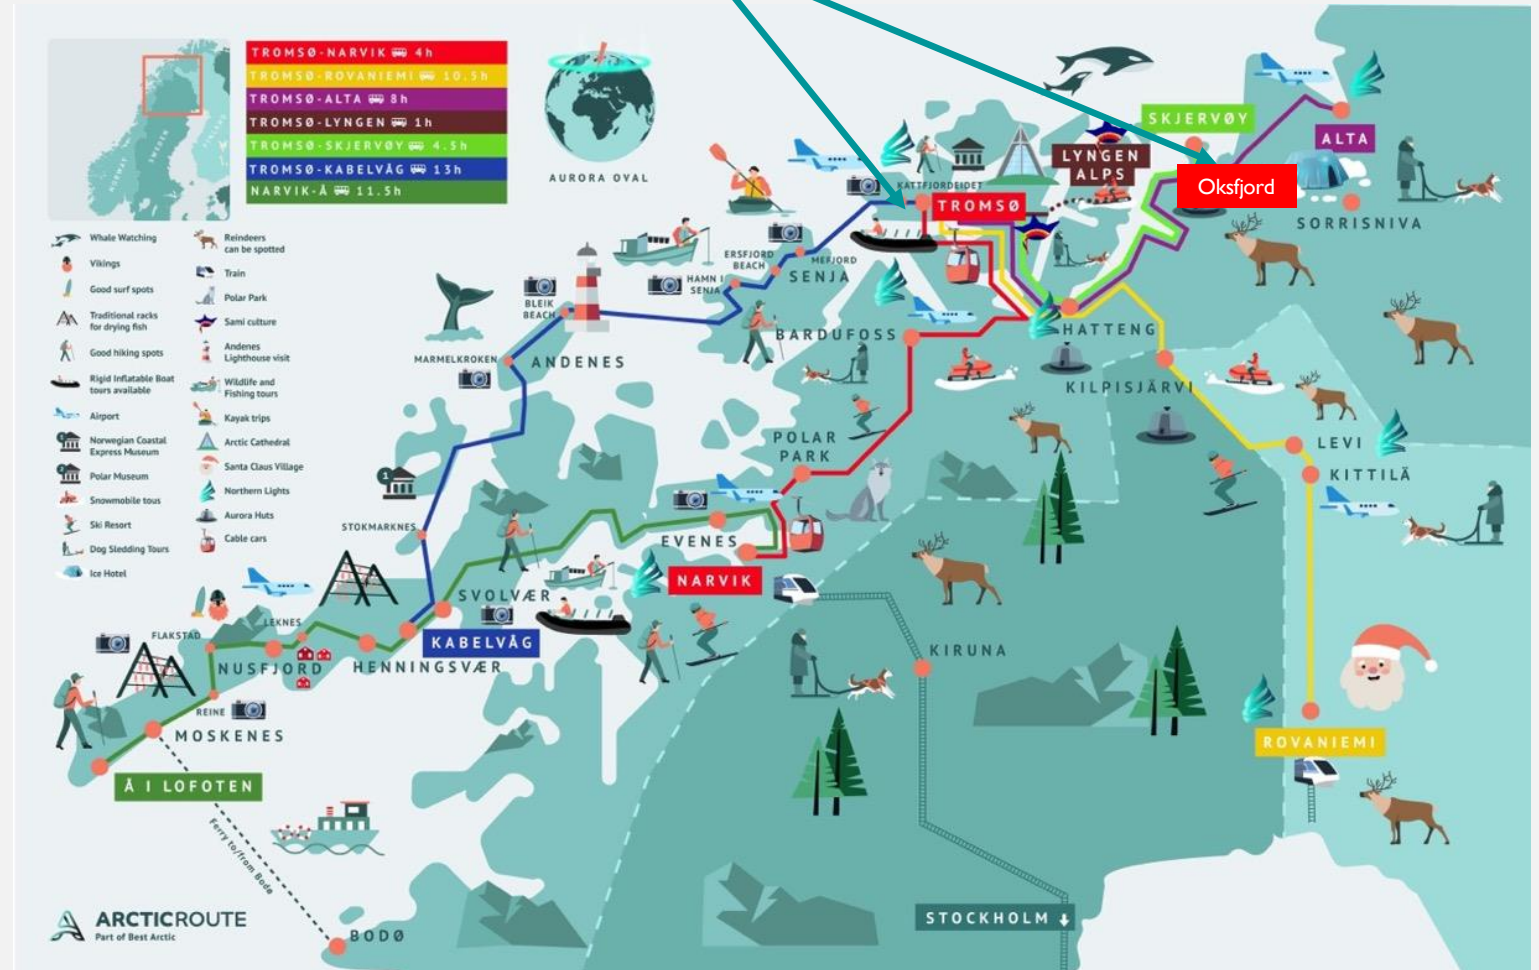 TROMSØ-NARVIK 4h
TROMSØ-ROVANIEMI 10.5h
TROMSØ-ALTA 8h
TROMSØ-LYNGEN 1h
TROMSØ-SKJERVØY 4.5h
TROMSØ-KABELVÅG 13h
NARVIK-Å 11.5h
NORWAY
SWEDEN
FINLAND
AURORA OVAL
Whale Watching
Vikings
Good surf spots
Traditional racks
for drying fish
Good hiking spots
Rigid Inflatable Boat
tours available
Airport
1
Norwegian Coastal
Express Museum
2
Polar Museum
Snowmobile tous
Ski Resort
Dog Sledding Tours
Ice Hotel
Reindeers
can be spotted
Train
Polar Park
Sami culture
Andenes
Lighthouse visit
Wildlife and
Fishing tours
Kayak trips
Arctic Cathedral
Santa Claus Village
Northern Lights
Aurora Huts
Cable cars
SKJERVØY
ALTA
LYNGEN
ALPS
Oksfjord
SORRISNIVA
KATTFJORDEIDET
TROMSØ
ERSFJORD
BEACH
MEFJORD
SENJA
HAMN I
SENJA
BLEIK
BEACH
BARDUFOSS
HATTENG
MARMELKROKEN
ANDENES
KILPISJÄRVI
POLAR
PARK
LEVI
KITTILÄ
1
STOKMARKNES
EVENES
NARVIK
SVOLVÆR
KABELVÅG
LEKNES
FLAKSTAD
NUSFJORD
HENNINGSVÆR
KIRUNA
REINE
MOSKENES
ROVANIEMI
Å I LOFOTEN
Ferry to/from Bodø
BODØ
STOCKHOLM
ARCTICROUTE
Part of Best Arctic